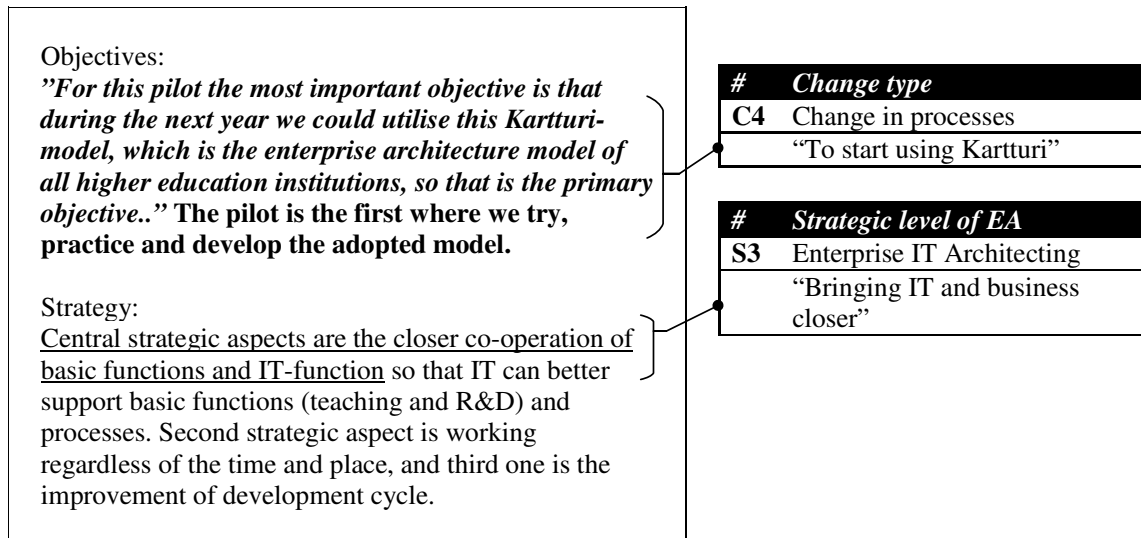 Objectives:
”For this pilot the most important objective is that
during the next year we could utilise this Kartturi-
model, which is the enterprise architecture model of
all higher education institutions, so that is the primary
objective..” The pilot is the first where we try,
practice and develop the adopted model.
Strategy:
Central strategic aspects are the closer co-operation of
basic functions and IT-function so that IT can better
support basic functions (teaching and R&D) and
processes. Second strategic aspect is working
regardless of the time and place, and third one is the
improvement of development cycle.
# Change type
C4 Change in processes
“To start using Kartturi”
# Strategic level of EA
S3 Enterprise IT Architecting
“Bringing IT and business
closer”